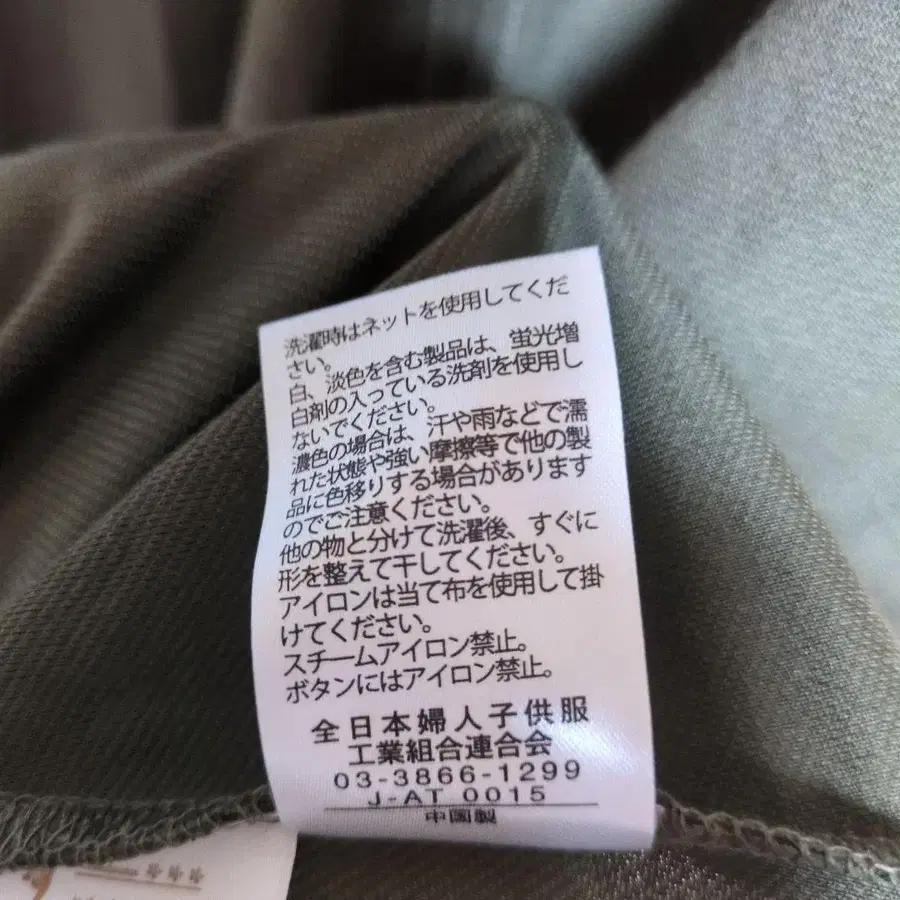 洗濯時はネットを使用してくだ
さい。
白、淡色を含む製品は、蛍光増
白剤の入っている洗剤を使用し
ないでください。
濃色の場合は、汗や雨などで濡
れた状態や強い摩擦等で他の製
品に色移りする場合があります
のでご注意ください。
他の物と分けて洗濯後、すぐに
形を整えて干してください。
アイロンは当て布を使用して掛
けてください。
スチームアイロン禁止。
ボタンにはアイロン禁止。
全日本婦人子供服
工業組合連合会
03-3866-1299
J-AT 0015
中國製